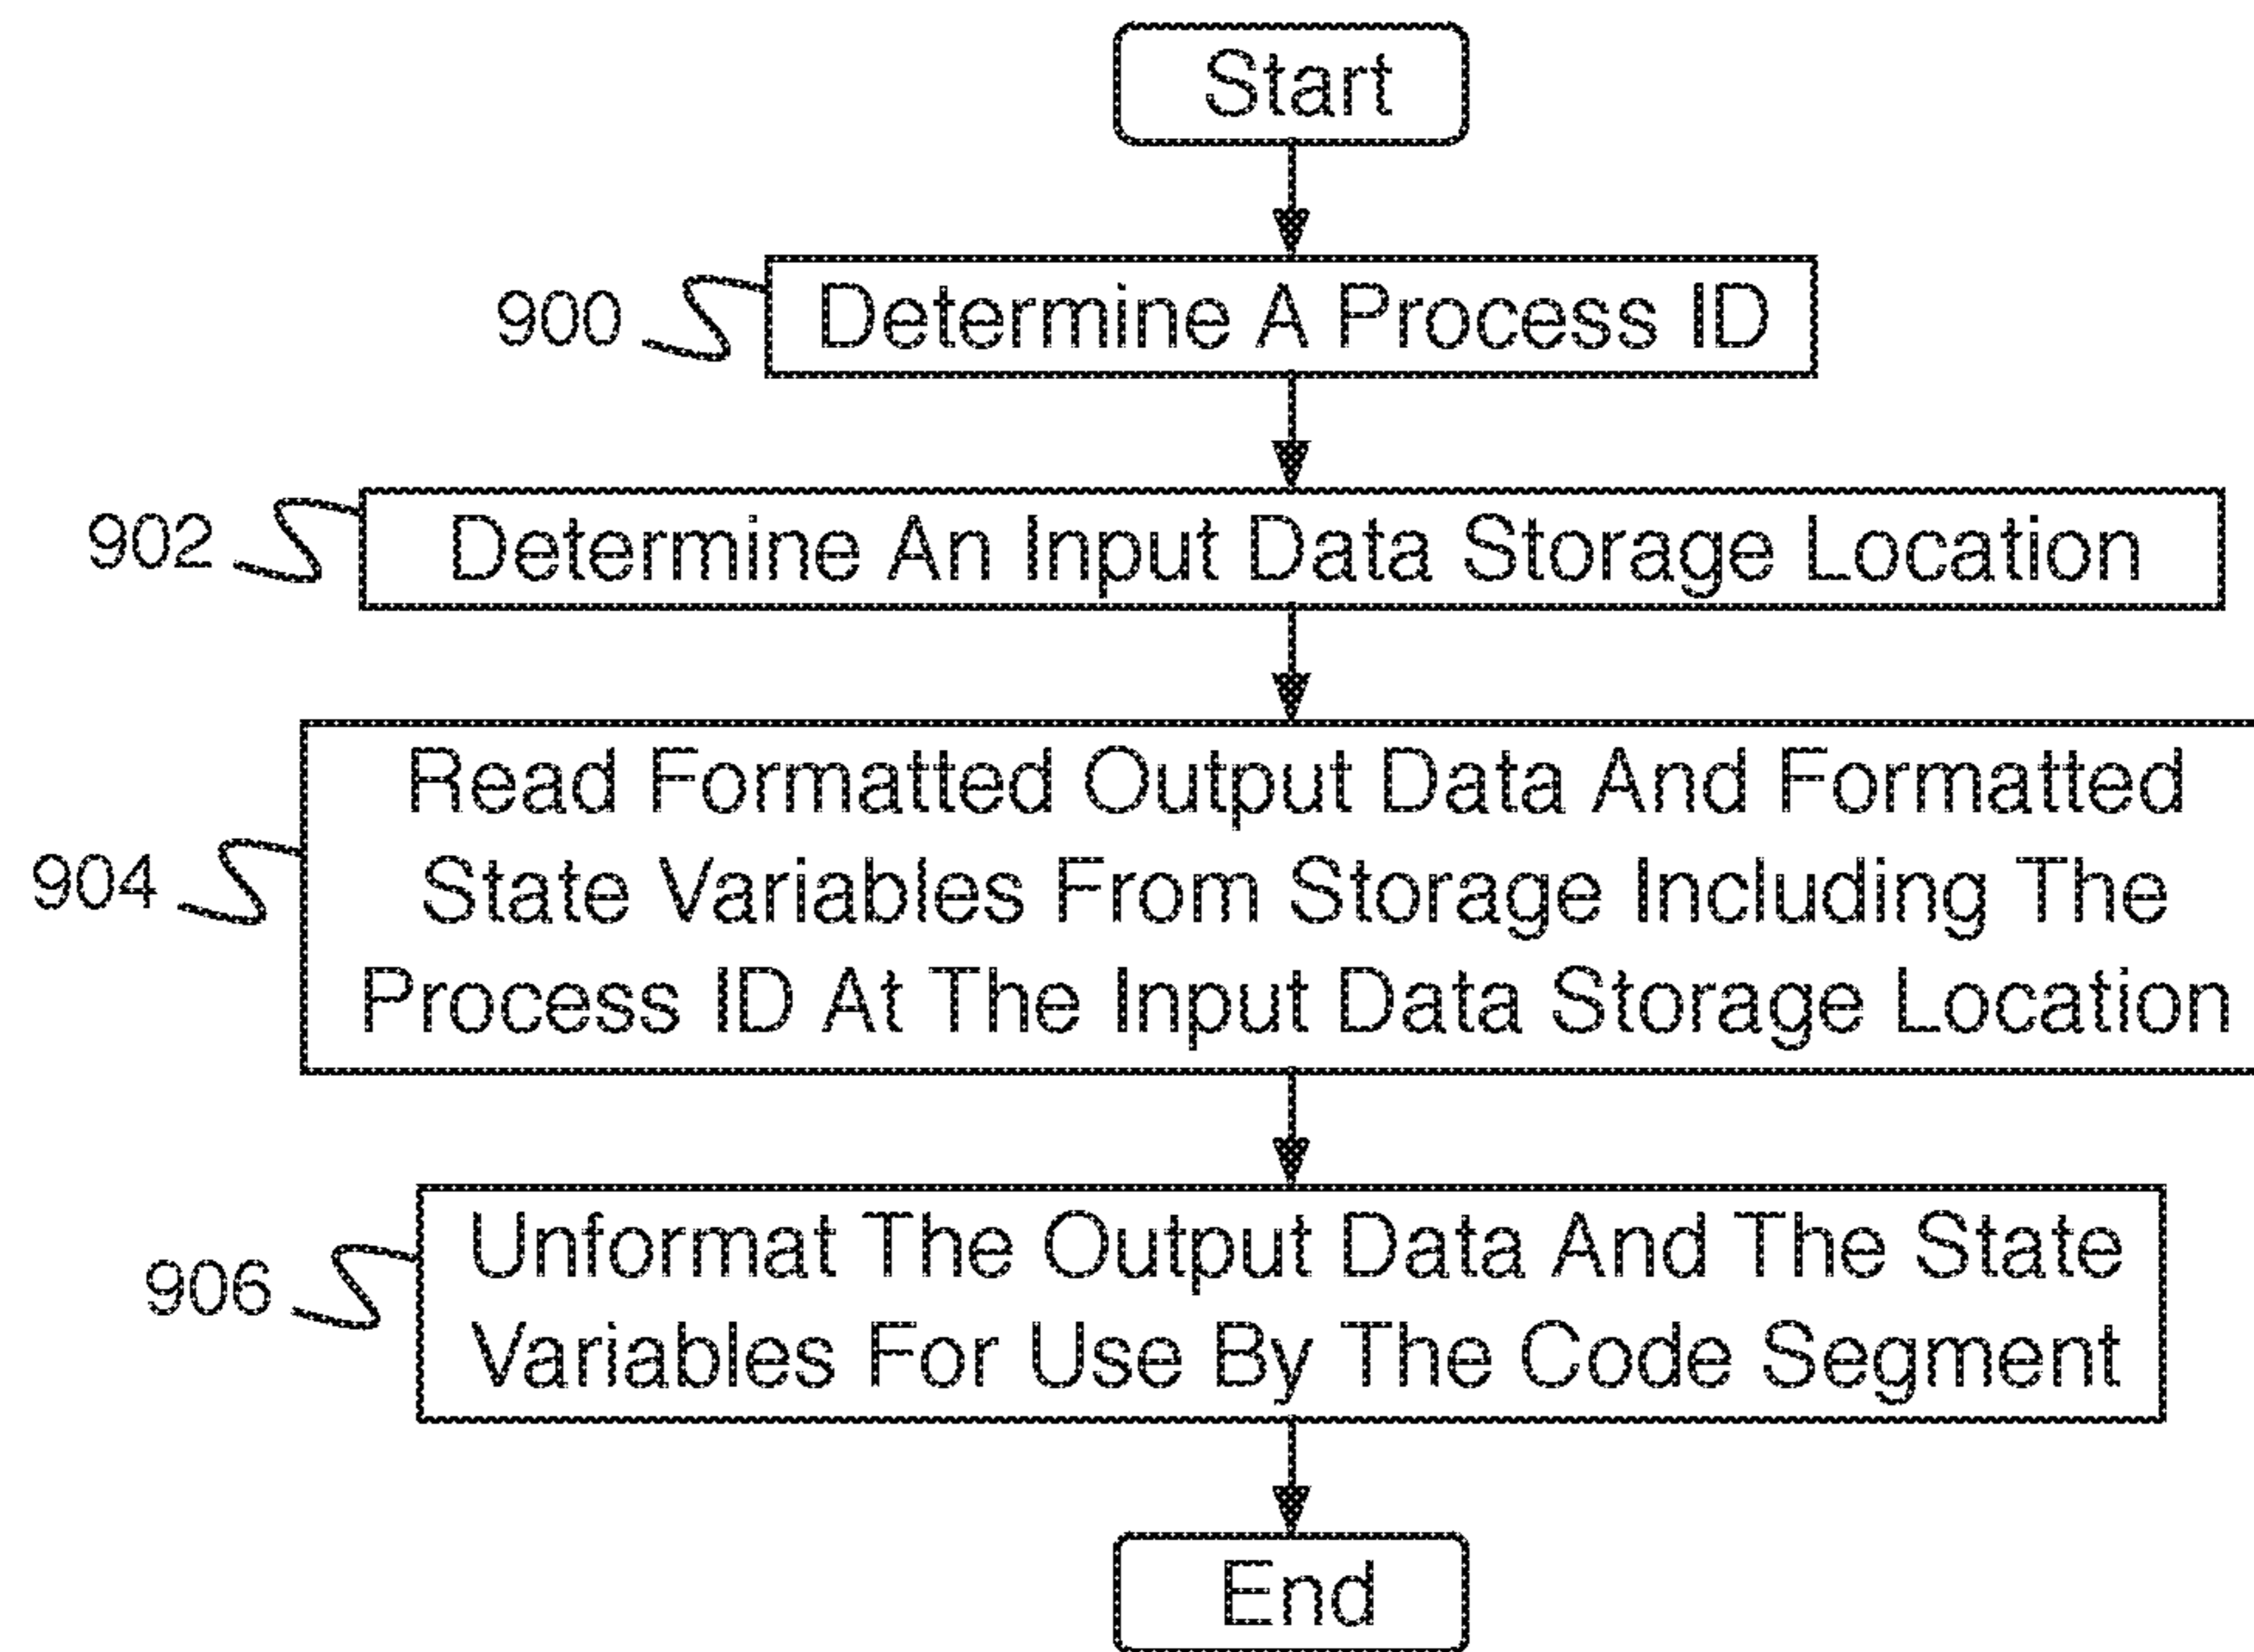 Start
900
Determine A Process ID
902
Determine An Input Data Storage Location
904
Read Formatted Output Data And Formatted
State Variables From Storage Including The
Process ID At The Input Data Storage Location
906
Unformat The Output Data And The State
Variables For Use By The Code Segment
End